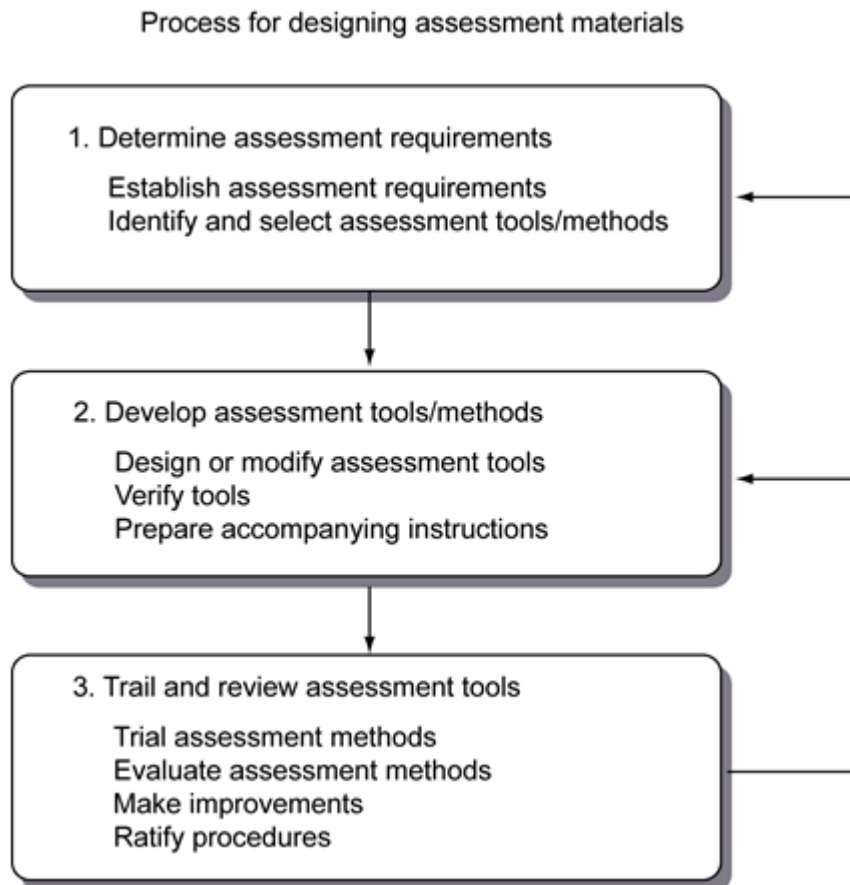 Process for designing assessment materials
1. Determine assessment requirements
Establish assessment requirements
Identify and select assessment tools/methods
2. Develop assessment tools/methods
Design or modify assessment tools
Verify tools
Prepare accompanying instructions
3. Trail and review assessment tools
Trial assessment methods
Evaluate assessment methods
Make improvements
Ratify procedures